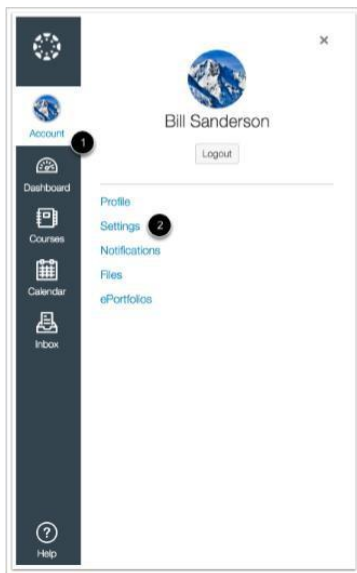 Account
1
Dashboard
Courses
Calendar
Inbox
Help
×
Bill Sanderson
Logout
Profile
Settings 2
Notifications
Files
ePortfolios